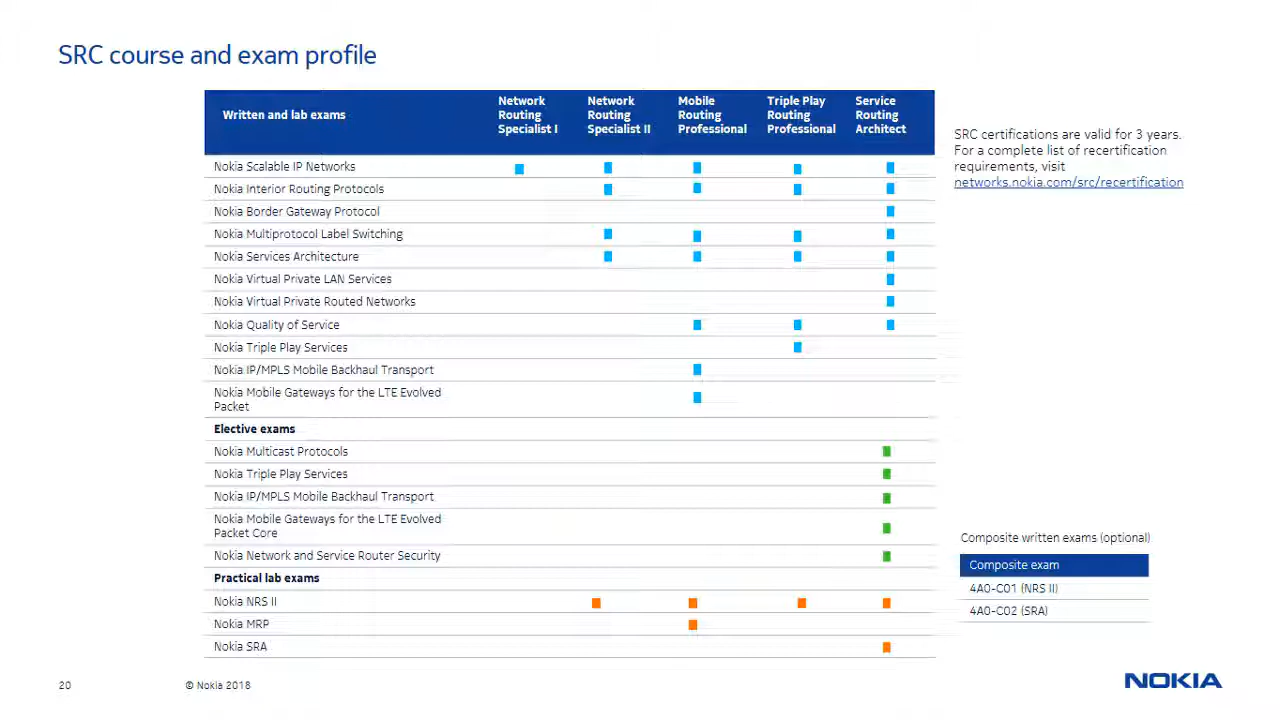 SRC course and exam profile
Written and lab exams
Network
Routing
Specialist I
Network
Routing
Specialist II
Mobile
Routing
Professional
Triple Play
Routing
Professional
Service
Routing
Architect
Nokia Scalable IP Networks
Nokia Interior Routing Protocols
Nokia Border Gateway Protocol
Nokia Multiprotocol Label Switching
Nokia Services Architecture
Nokia Virtual Private LAN Services
Nokia Virtual Private Routed Networks
Nokia Quality of Service
Nokia Triple Play Services
Nokia IP/MPLS Mobile Backhaul Transport
Nokia Mobile Gateways for the LTE Evolved
Packet
Elective exams
Nokia Multicast Protocols
Nokia Triple Play Services
Nokia IP/MPLS Mobile Backhaul Transport
Nokia Mobile Gateways for the LTE Evolved
Packet Core
Nokia Network and Service Router Security
Practical lab exams
Nokia NRS II
Nokia MRP
Nokia SRA
SRC certifications are valid for 3 years.
For a complete list of recertification
requirements, visit
networks.nokia.com/src/recertification
Composite written exams (optional)
Composite exam
4A0-C01 (NRS II)
4A0-C02 (SRA)
20
© Nokia 2018
NOKIA